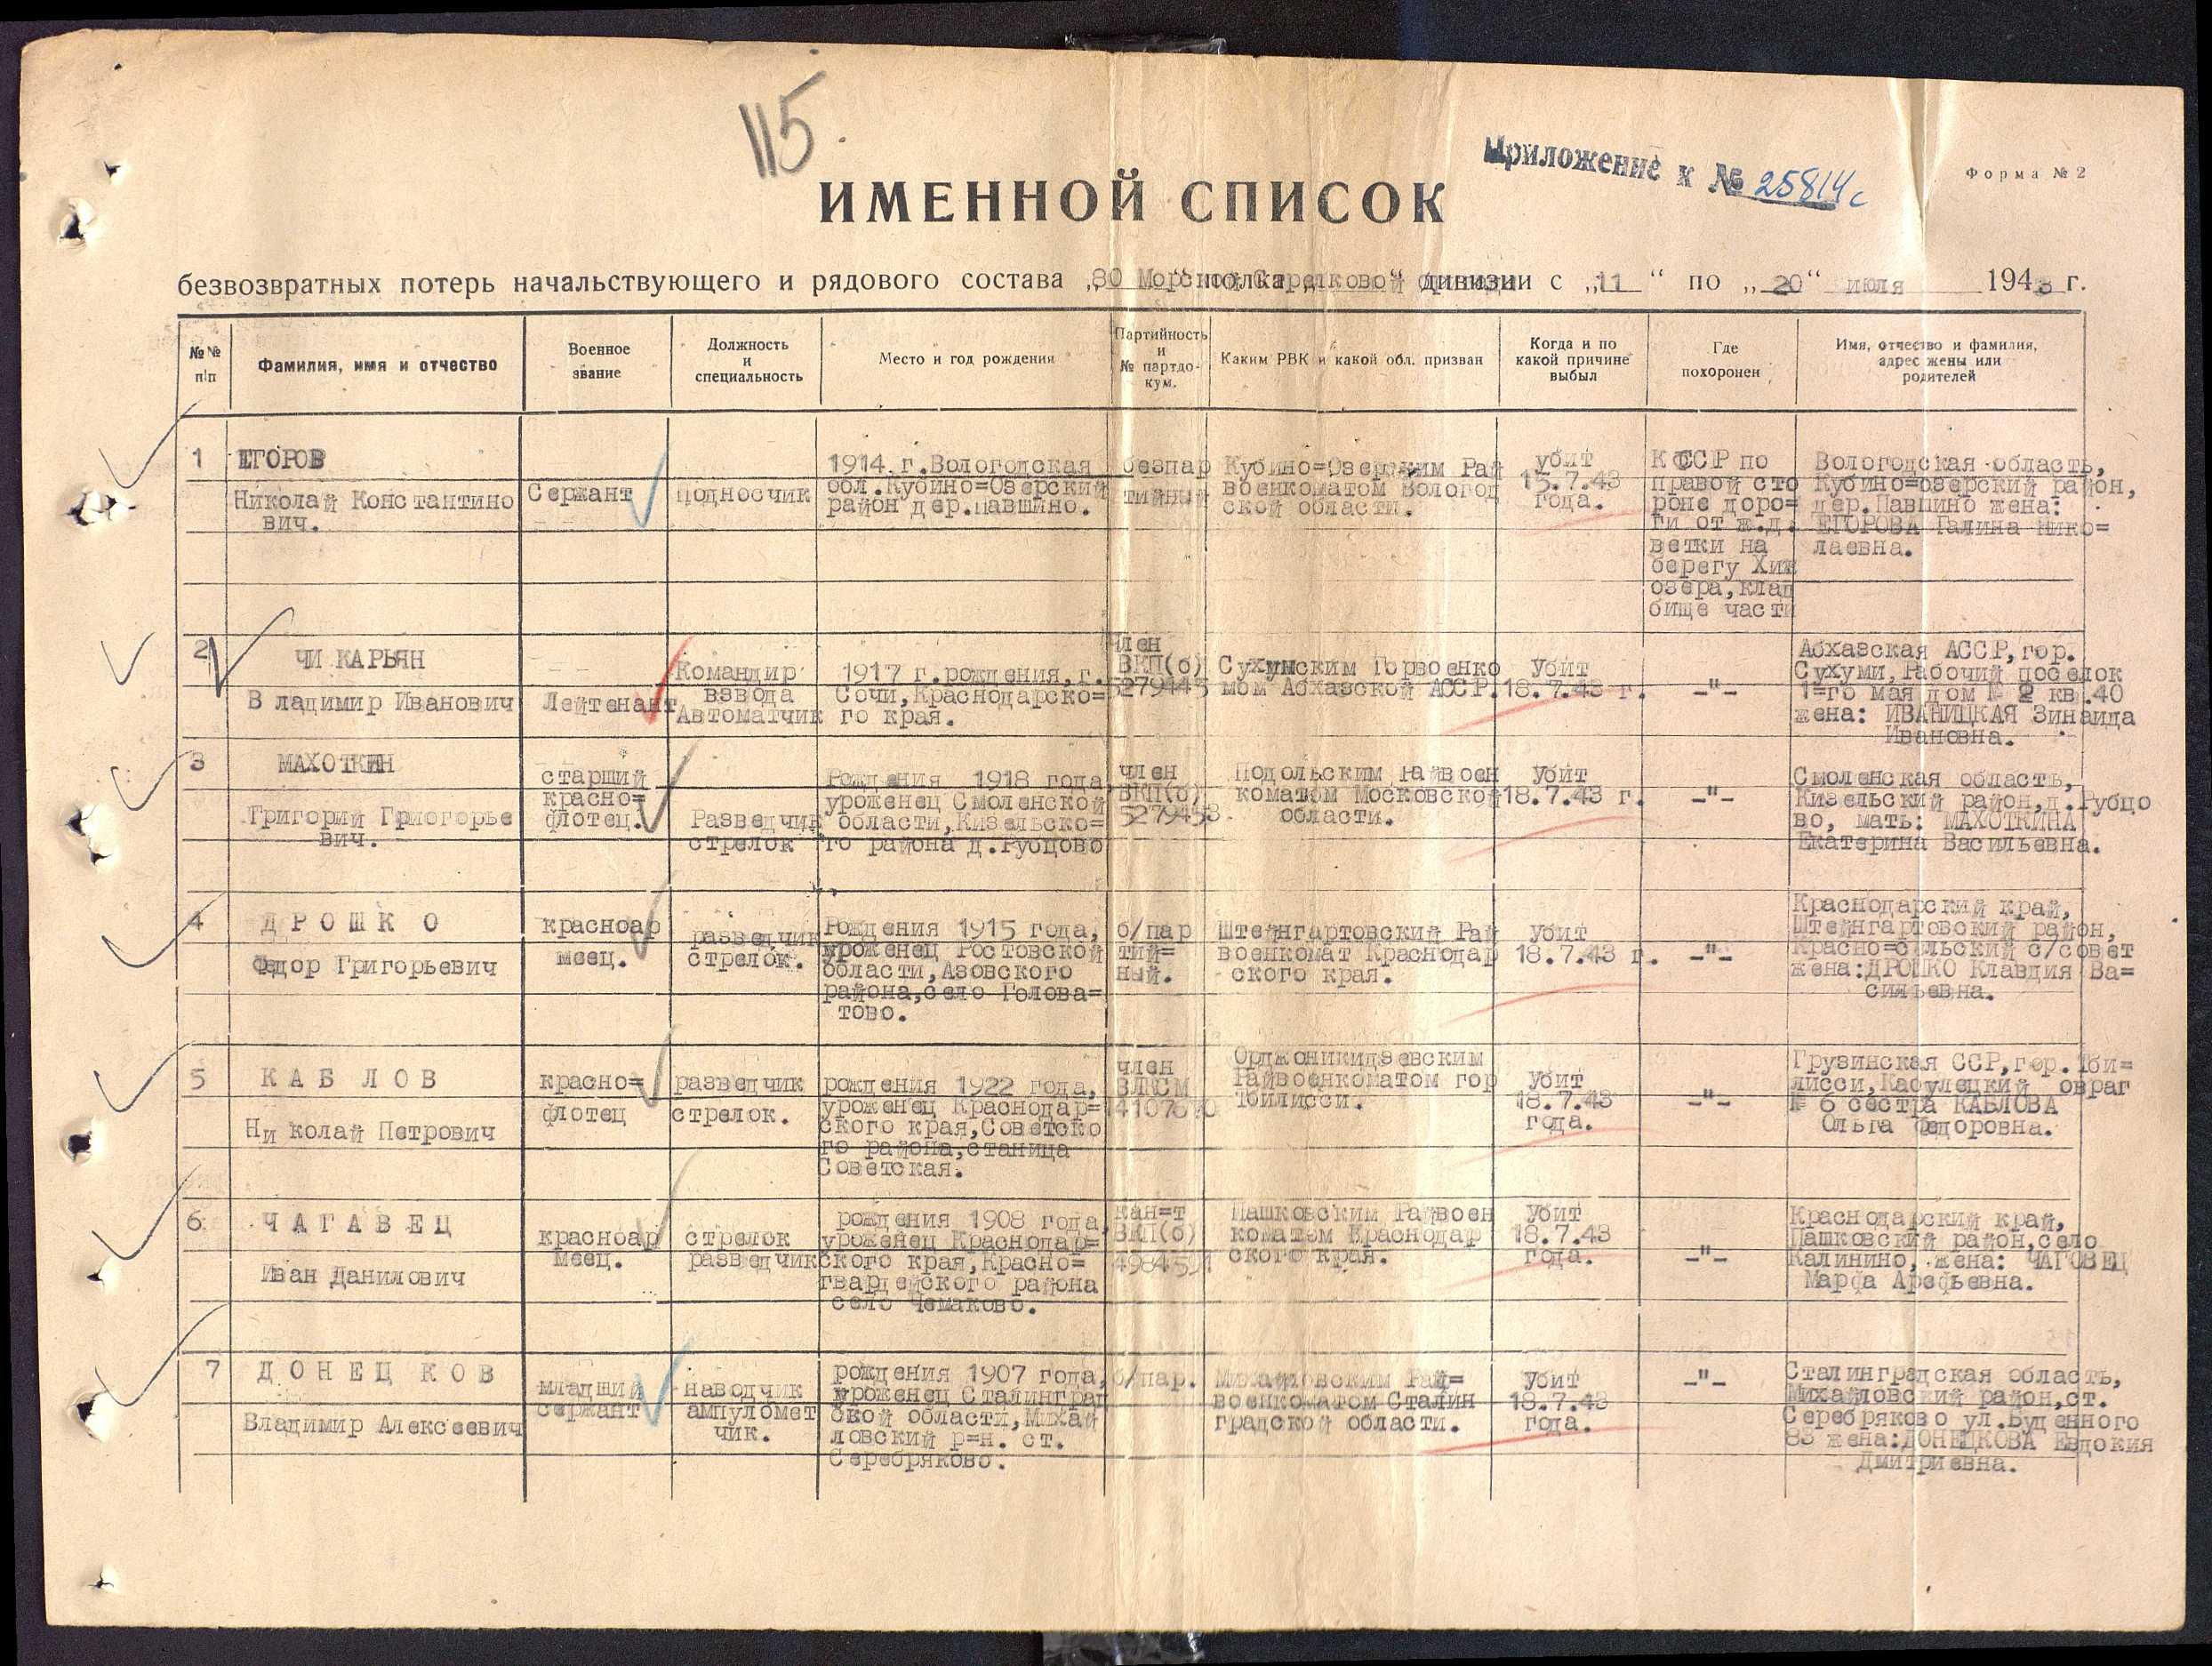 115.
Приложение к № 25814с
Форма № 2
ИМЕННОЙ СПИСОК
безвозвратных потерь начальствующего и рядового состава „80 Морской Стрелковой дивизии с „11“ по „20“ июля 1943 г.
№№ п/п
Фамилия, имя и отчество
Военное звание
Должность и специальность
Место и год рождения
Партийность и № партдо-кум.
Каким РВК и какой обл. призван
Когда и по какой причине выбыл
Где похоронен
Имя, отчество и фамилия, адрес жены или родителей
1
ЕГОРОВ
Николай Константино
вич.
Сержант
Подносчик
1914 г.Вологодская
обл.Кубино=Озерский
район дер.Павшино.
безпар
тийный
Кубино=Озерским Рай
военкоматом Вологод
ской области.
убит
15.7.43
года.
КФССР по
правой сто
роне доро=
ги от ж.д.
ветки на
берегу Хиж
озера,клад
бище части
Вологодская область,
Кубино=озерский район,
дер.Павшино жена:
ЕГОРОВА Галина Нико=
лаевна.
2
ЧИ КАРЬЯН
В ладимир Иванович
Лейтенант
Командир
взвода
Автоматчик
1917 г.рождения,г.
Сочи,Краснодарско=
го края.
Член
ВКП(б)
5279445
Сухумским Горвоенко
мом Абхазской АССР.
Убит
18.7.43 г.
–"–
Абхазская АССР,гор.
Сухуми,Рабочий поселок
1=го мая дом № 2 кв.40
жена: ИВАНИЦКАЯ Зинаида
Ивановна.
3
МАХОТКИН
Григорий Григорье
вич.
старший
красно=
флотец.
Разведчик
стрелок
Рождения 1918 года
уроженец Смоленской
области,Кизельско=
го района д.Рубцово
член
ВКП(б)
5279453
Подольским Райвоен
коматом Московской
области.
Убит
18.7.43 г.
–"–
Смоленская область,
Кизельский район,д.Рубцо
во, мать: МАХОТКИНА
Екатерина Васильевна.
4
Д Р О Ш К О
Федор Григорьевич
красноар
меец.
разведчик
стрелок.
Рождения 1915 года,
уроженец Ростовской
области,Азовского
района,село Голова=
тово.
б/пар
тий=
ный.
Штейнгартовский Рай
военкомат Краснодар
ского края.
убит
18.7.43 г.
–"–
Краснодарский край,
Штейнгартовский район,
Красно=сельский с/совет
жена:ДРОШКО Клавдия Ва=
сильевна.
5
К А Б Л О В
Ни колай Петрович
красно=
флотец
разведчик
стрелок.
рождения 1922 года,
уроженец Краснодар=
ского края,Советско
го района,станица
Советская.
член
ВЛКСМ
Орджоникидзевским
Райвоенкоматом гор
Тбилисси.
Убит
18.7.43
года.
–"–
Грузинская ССР,гор.Тби=
лисси,Касулецкий овраг
№ 6 сестра КАБЛОВА
Ольга Федоровна.
6
Ч А Г А В Е Ц
Иван Данилович
красноар
меец.
стрелок
разведчик
рождения 1908 года
уроженец Краснодар=
ского края,Красно=
гвардейского района
село Чемаково.
кан=т
ВКП(б)
Пашковским Райвоен
коматом Краснодар
ского края.
Убит
18.7.43
года.
–"–
Краснодарский край,
Пашковский район,село
Калинино, жена: ЧАГОВЕЦ
Марфа Арефьевна.
7
Д О Н Е Ц К О В
Владимир Алексеевич
младший
сержант
наводчик
ампуломет
чик.
рождения 1907 года,
уроженец Сталинград
ской области,Михай
ловский р=н. ст.
Серебряково.
б/пар.
Михайловским Рай=
военкоматом Сталин
градской области.
Убит
18.7.43
года.
–"–
Сталинградская область,
Михайловский район,ст.
Серебряково ул.Буденного
83 жена:ДОНЕЦКОВА Евдокия
Дмитриевна.